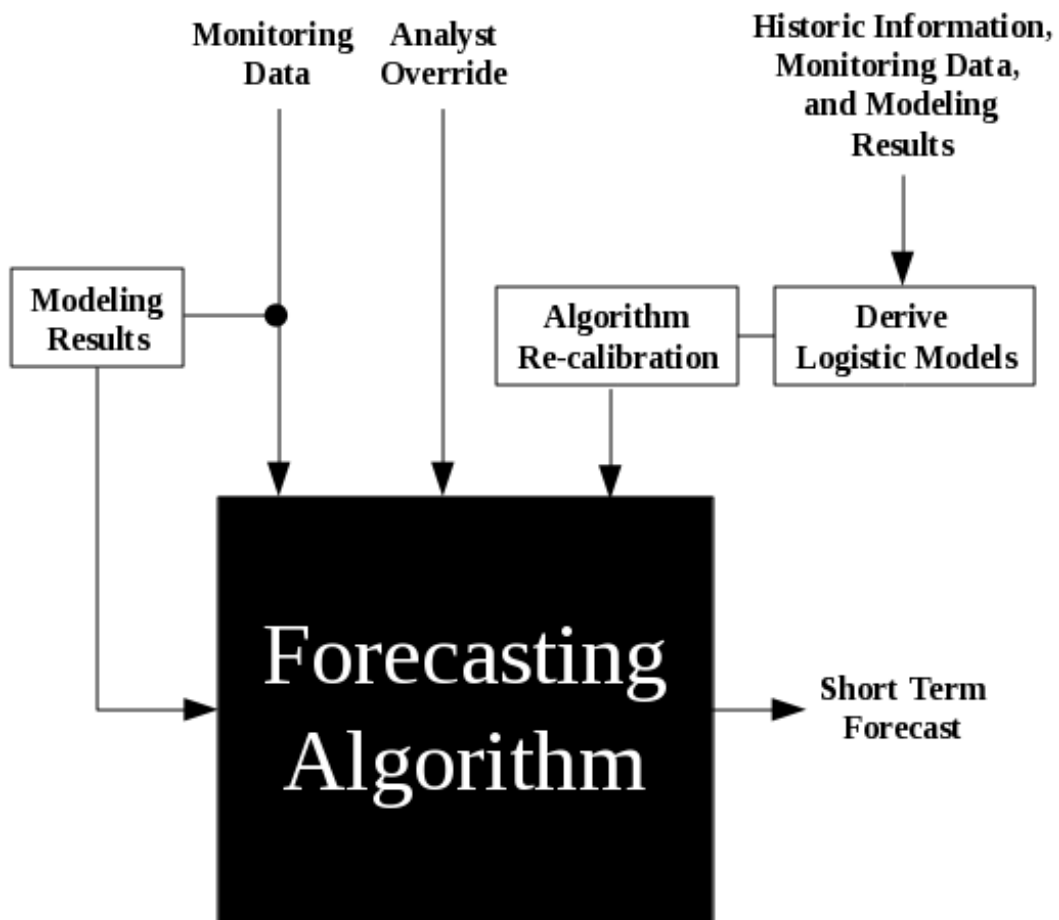 Monitoring
Data
Analyst
Override
Historic Information,
Monitoring Data,
and Modeling
Results
Modeling
Results
Algorithm
Re-calibration
Derive
Logistic Models
Forecasting
Algorithm
Short Term
Forecast